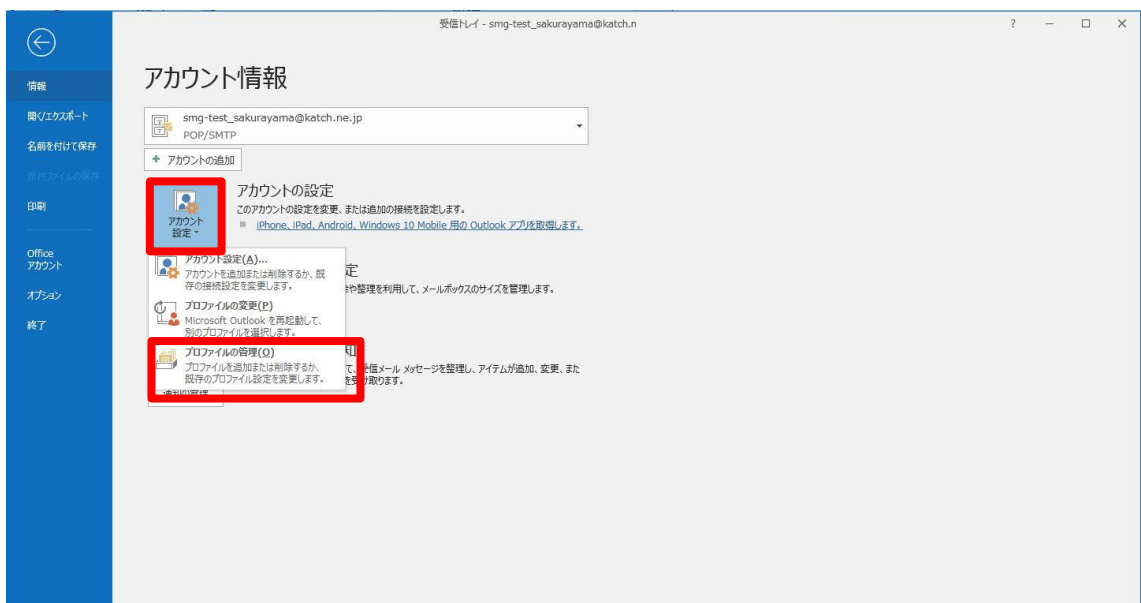 受信トレイ - smg-test_sakurayama@katch.n
?
情報
開く/エクスポート
名前を付けて保存
添付ファイルの保存
印刷
Office
アカウント
オプション
終了
アカウント情報
smg-test_sakurayama@katch.ne.jp
POP/SMTP
+ アカウントの追加
アカウント
設定
アカウントの設定
このアカウントの設定を変更、または追加の接続を設定します。
iPhone、iPad、Android、Windows 10 Mobile 用の Outlook アプリを取得します。
アカウント設定(A)...
アカウントを追加または削除するか、既
存の接続設定を変更します。
定
や整理を利用して、メールボックスのサイズを管理します。
プロファイルの変更(P)
Microsoft Outlook を再起動して、
別のプロファイルを選択します。
プロファイルの管理(O)
プロファイルを追加または削除するか、
既存のプロファイル設定を変更します。
て、受信メール メッセージを整理し、アイテムが追加、変更、また
を受け取ります。